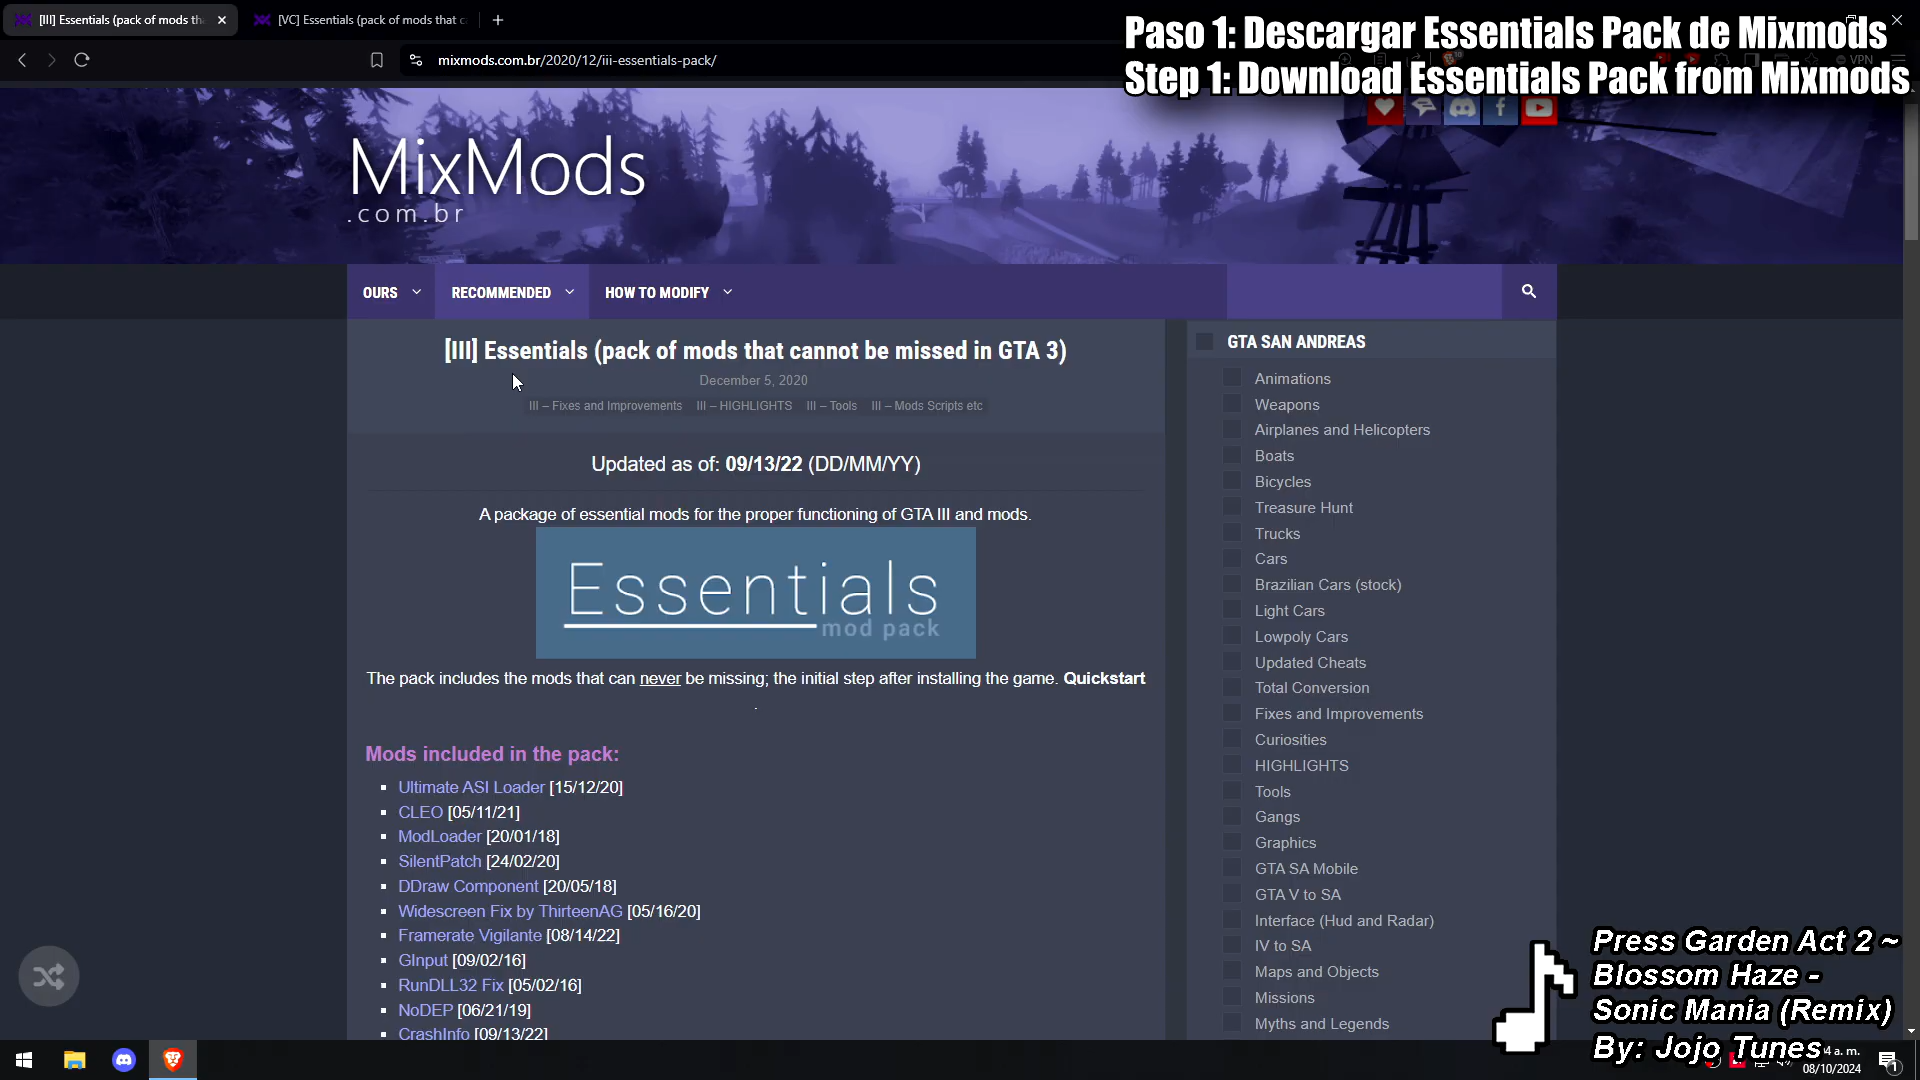 [III] Essentials (pack of mods th
[VC] Essentials (pack of mods that c
mixmods.com.br/2020/12/iii-essentials-pack/
VPN
Paso 1: Descargar Essentials Pack de Mixmods
Step 1: Download Essentials Pack from Mixmods
MixMods
.com.br
OURS
RECOMMENDED
HOW TO MODIFY
[III] Essentials (pack of mods that cannot be missed in GTA 3)
December 5, 2020
III – Fixes and Improvements III – HIGHLIGHTS III – Tools III – Mods Scripts etc
Updated as of: 09/13/22 (DD/MM/YY)
A package of essential mods for the proper functioning of GTA III and mods.
Essentials
mod pack
The pack includes the mods that can never be missing; the initial step after installing the game. Quickstart
.
Mods included in the pack:
Ultimate ASI Loader [15/12/20]
CLEO [05/11/21]
ModLoader [20/01/18]
SilentPatch [24/02/20]
DDraw Component [20/05/18]
Widescreen Fix by ThirteenAG [05/16/20]
Framerate Vigilante [08/14/22]
GInput [09/02/16]
RunDLL32 Fix [05/02/16]
NoDEP [06/21/19]
CrashInfo [09/13/22]
GTA SAN ANDREAS
Animations
Weapons
Airplanes and Helicopters
Boats
Bicycles
Treasure Hunt
Trucks
Cars
Brazilian Cars (stock)
Light Cars
Lowpoly Cars
Updated Cheats
Total Conversion
Fixes and Improvements
Curiosities
HIGHLIGHTS
Tools
Gangs
Graphics
GTA SA Mobile
GTA V to SA
Interface (Hud and Radar)
IV to SA
Maps and Objects
Missions
Myths and Legends
Press Garden Act 2 ~
Blossom Haze -
Sonic Mania (Remix)
By: Jojo Tunes
a. m.
08/10/2024
1